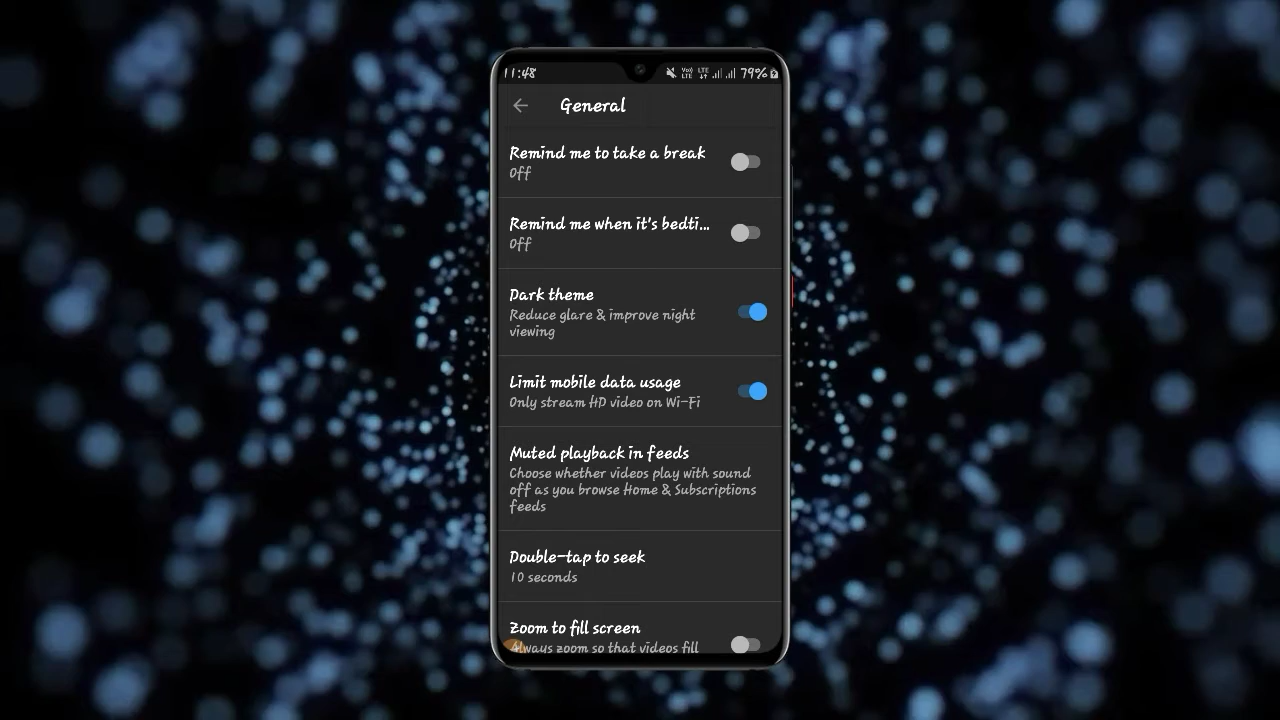 11:48 Vo) LTE LTE 79%
General
Remind me to take a break
Off
Remind me when it's bedti...
Off
Dark theme
Reduce glare & improve night
viewing
Limit mobile data usage
Only stream HD video on Wi-Fi
Muted playback in feeds
Choose whether videos play with sound
off as you browse Home & Subscriptions
feeds
Double-tap to seek
10 seconds
Zoom to fill screen
Always zoom so that videos fill